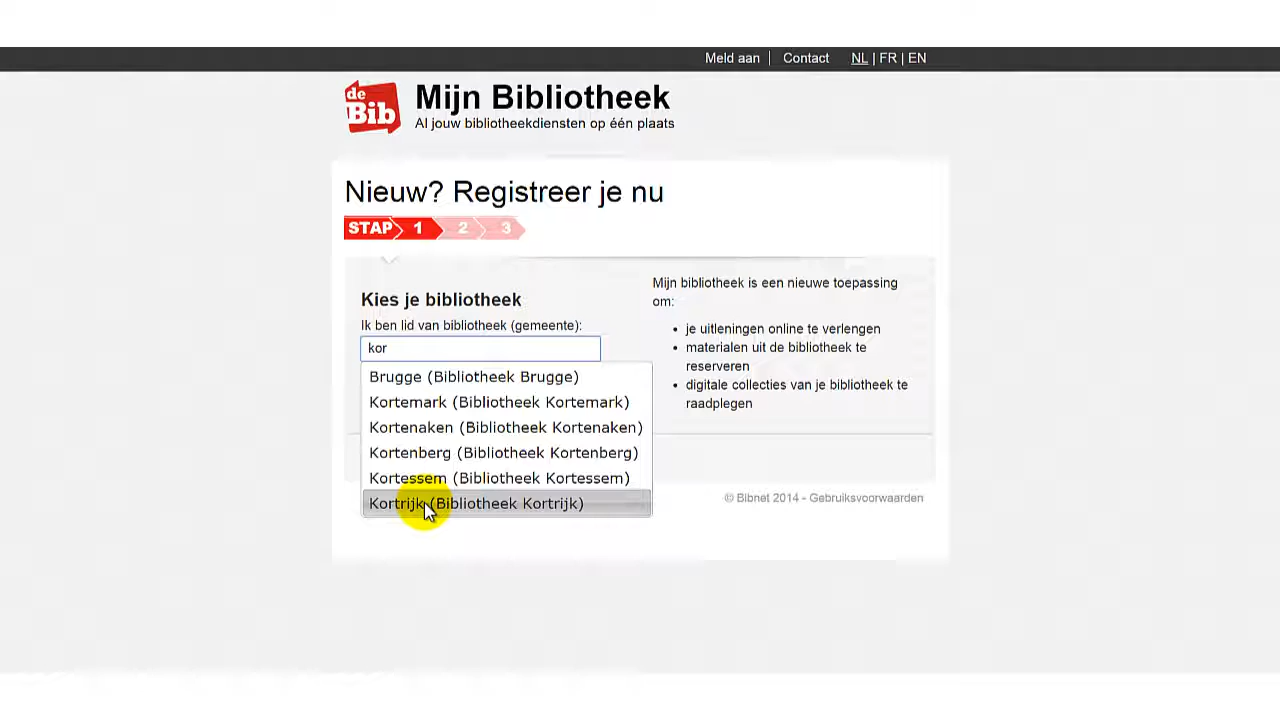 Meld aan | Contact NL | FR | EN
de Bib
Mijn Bibliotheek
Al jouw bibliotheekdiensten op één plaats
Nieuw? Registreer je nu
STAP 1 2 3
Kies je bibliotheek
Ik ben lid van bibliotheek (gemeente):
kor
Brugge (Bibliotheek Brugge)
Kortemark (Bibliotheek Kortemark)
Kortenaken (Bibliotheek Kortenaken)
Kortenberg (Bibliotheek Kortenberg)
Kortessem (Bibliotheek Kortessem)
Kortrijk (Bibliotheek Kortrijk)
Mijn bibliotheek is een nieuwe toepassing
om:
• je uitleningen online te verlengen
• materialen uit de bibliotheek te
reserveren
• digitale collecties van je bibliotheek te
raadplegen
© Bibnet 2014 - Gebruiksvoorwaarden